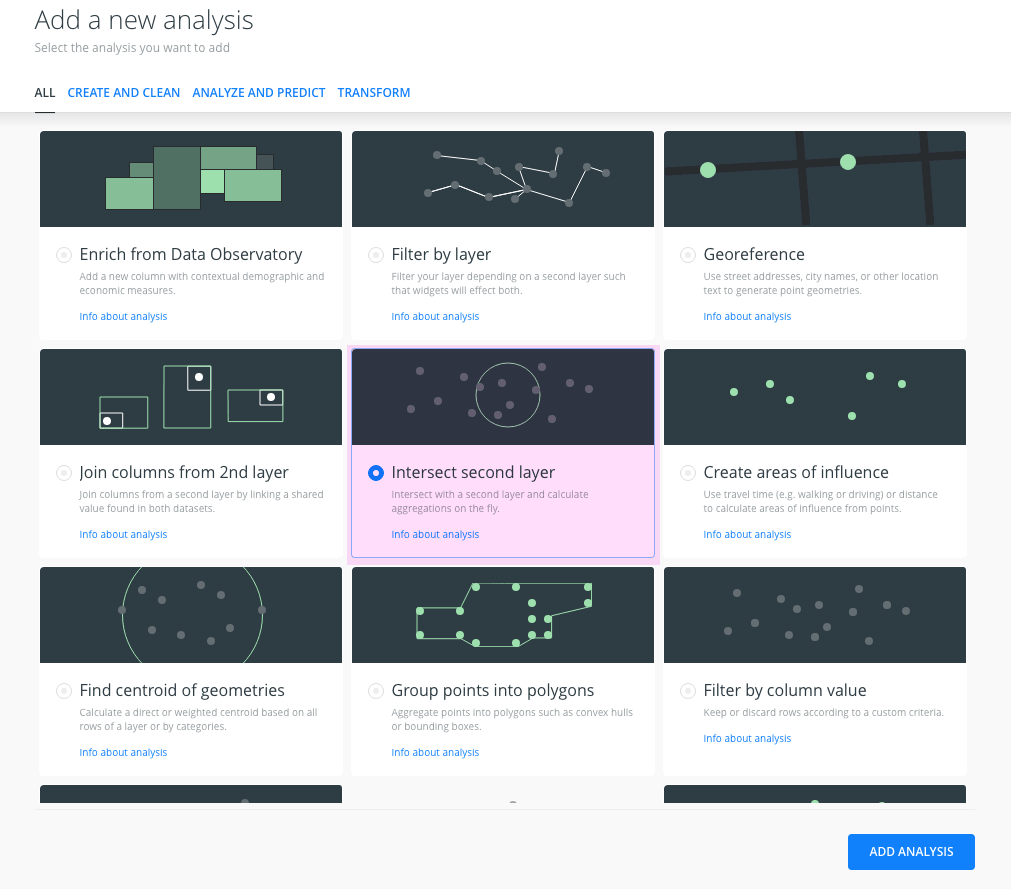 Add a new analysis
Select the analysis you want to add
ALL CREATE AND CLEAN ANALYZE AND PREDICT TRANSFORM
Enrich from Data Observatory
Add a new column with contextual demographic and
economic measures.
Info about analysis
Filter by layer
Filter your layer depending on a second layer such
that widgets will effect both.
Info about analysis
Georeference
Use street addresses, city names, or other location
text to generate point geometries.
Info about analysis
Join columns from 2nd layer
Join columns from a second layer by linking a shared
value found in both datasets.
Info about analysis
Intersect second layer
Intersect with a second layer and calculate
aggregations on the fly.
Info about analysis
Create areas of influence
Use travel time (e.g. walking or driving) or distance
to calculate areas of influence from points.
Info about analysis
Find centroid of geometries
Calculate a direct or weighted centroid based on all
rows of a layer or by categories.
Info about analysis
Group points into polygons
Aggregate points into polygons such as convex hulls
or bounding boxes.
Info about analysis
Filter by column value
Keep or discard rows according to a custom criteria.
Info about analysis
ADD ANALYSIS